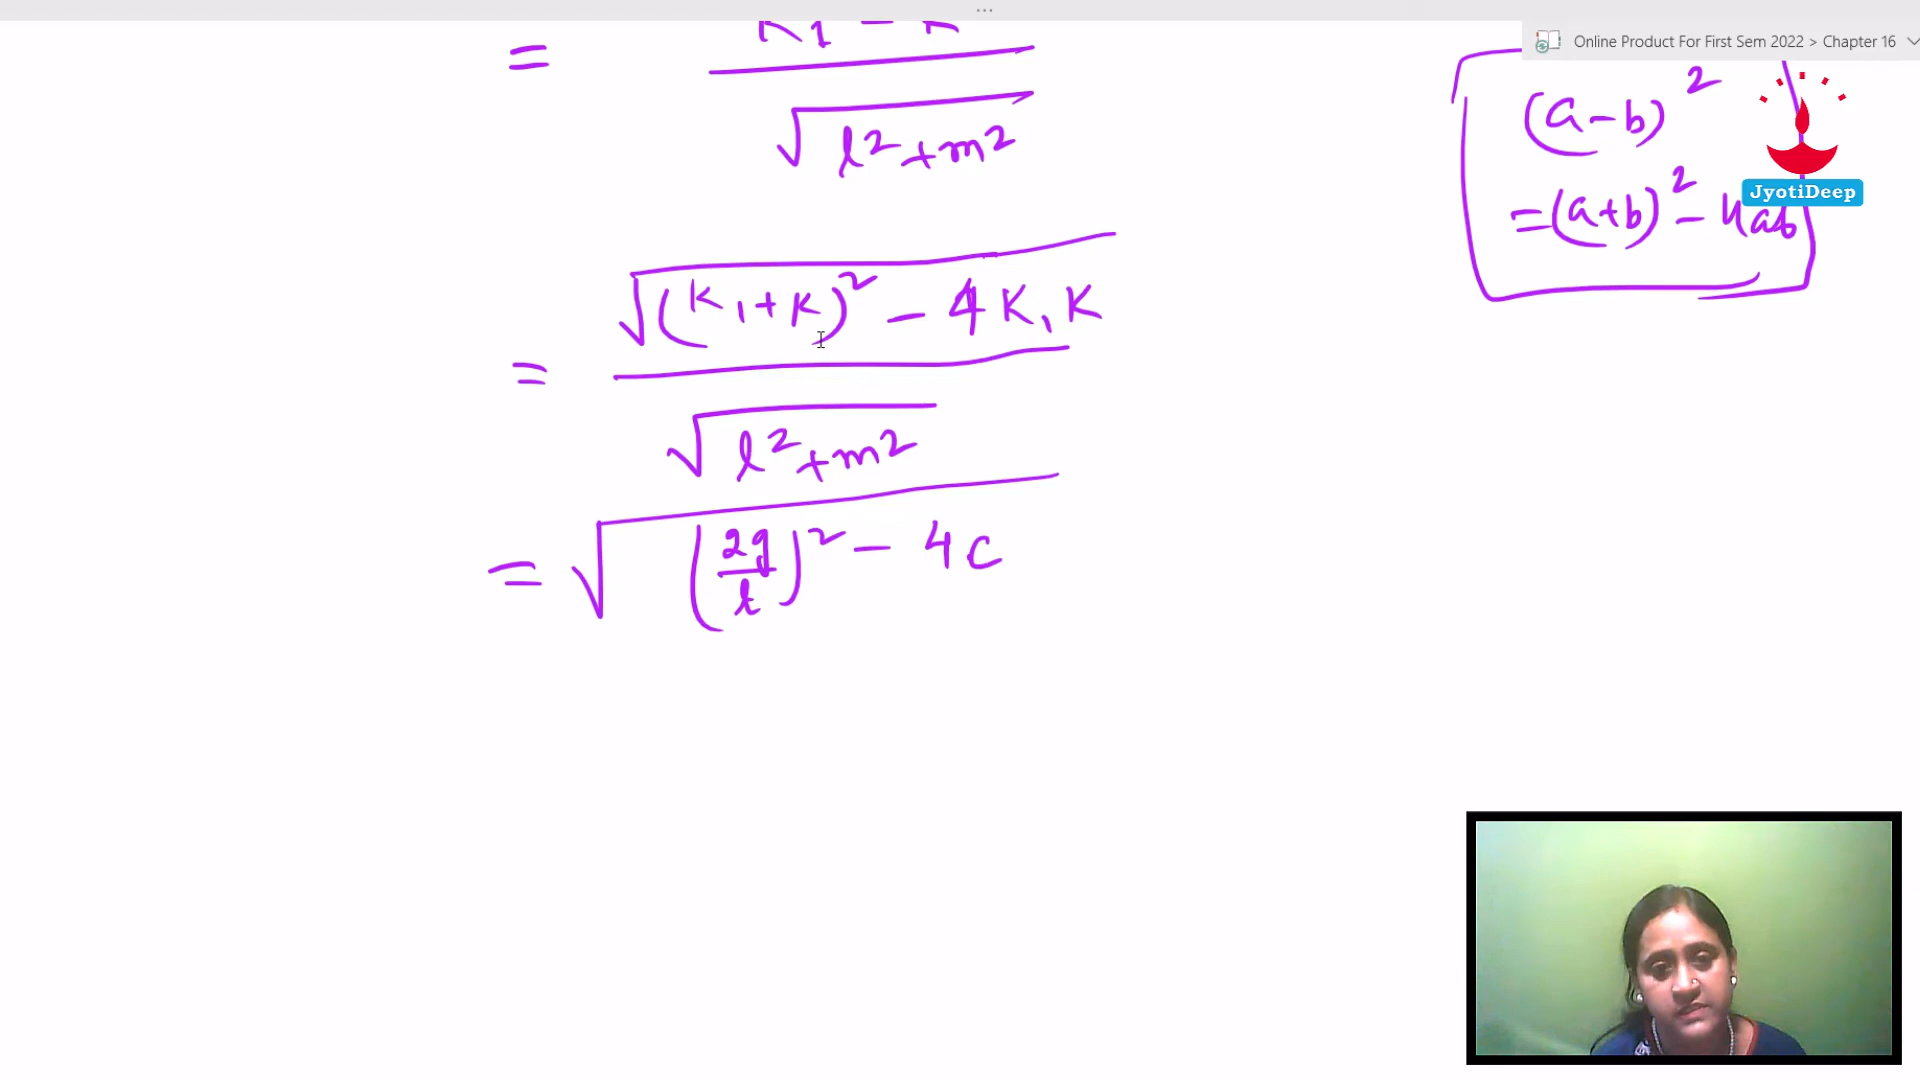 ...
Online Product For First Sem 2022 > Chapter 16
= K₁ − K
√(l² + m²)
(a−b)²
=(a+b)² − 4ab
JyotiDeep
= √((K₁+K)² − 4K₁K)
√(l² + m²)
= √((2g/l)² − 4c)